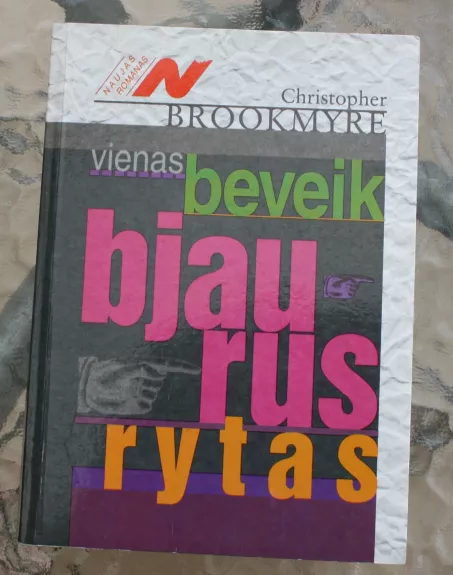 NAUJAS
ROMANAS
N
Christopher
BROOKMYRE
vienas
beveik
bjau
rus
rytas